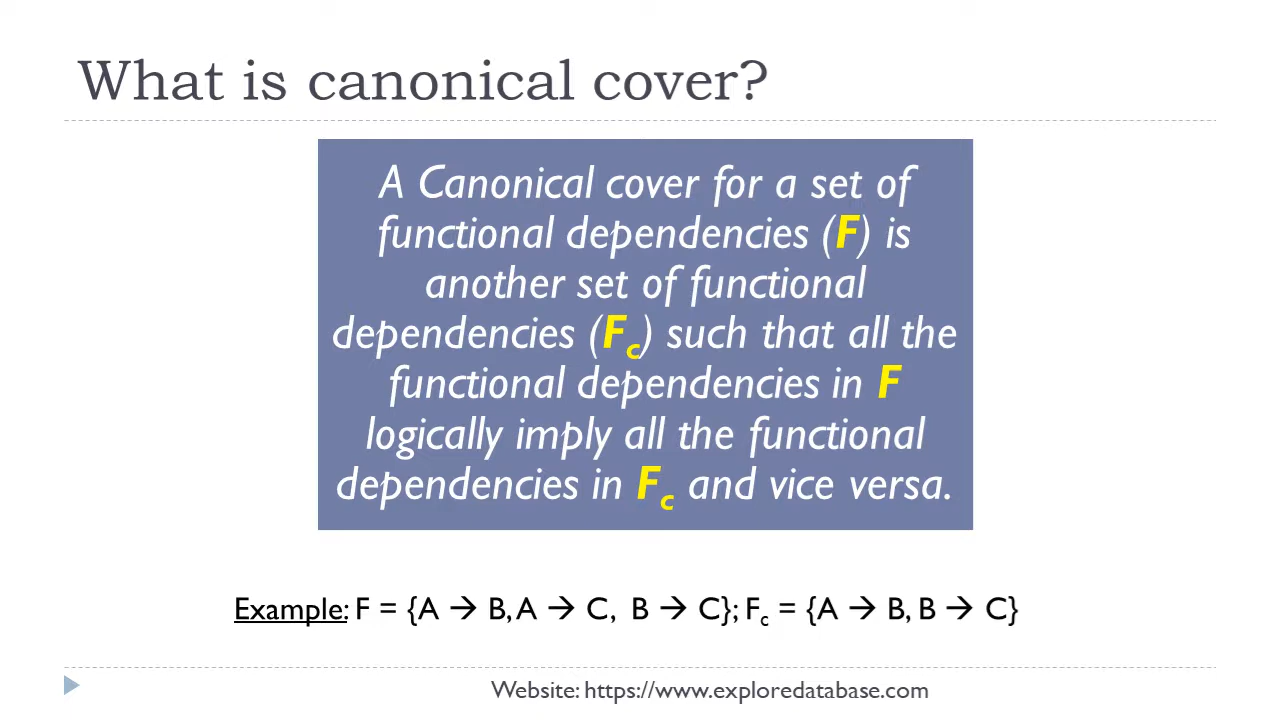 What is canonical cover?
A Canonical cover for a set of
functional dependencies (F) is
another set of functional
dependencies (Fc) such that all the
functional dependencies in F
logically imply all the functional
dependencies in Fc and vice versa.
Example: F = {A → B, A → C, B → C}; Fc = {A → B, B → C}
Website: https://www.exploredatabase.com